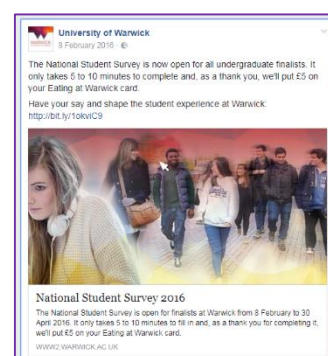 University of Warwick
8 February 2016 ·
The National Student Survey is now open for all undergraduate finalists. It
only takes 5 to 10 minutes to complete and, as a thank you, we'll put £5 on
your Eating at Warwick card.
Have your say and shape the student experience at Warwick:
http://bit.ly/1okviC9
National Student Survey 2016
The National Student Survey is open for finalists at Warwick from 8 February to 30
April 2016. It only takes 5 to 10 minutes to fill in and, as a thank you for completing it,
we'll put £5 on your Eating at Warwick card.
WWW2.WARWICK.AC.UK